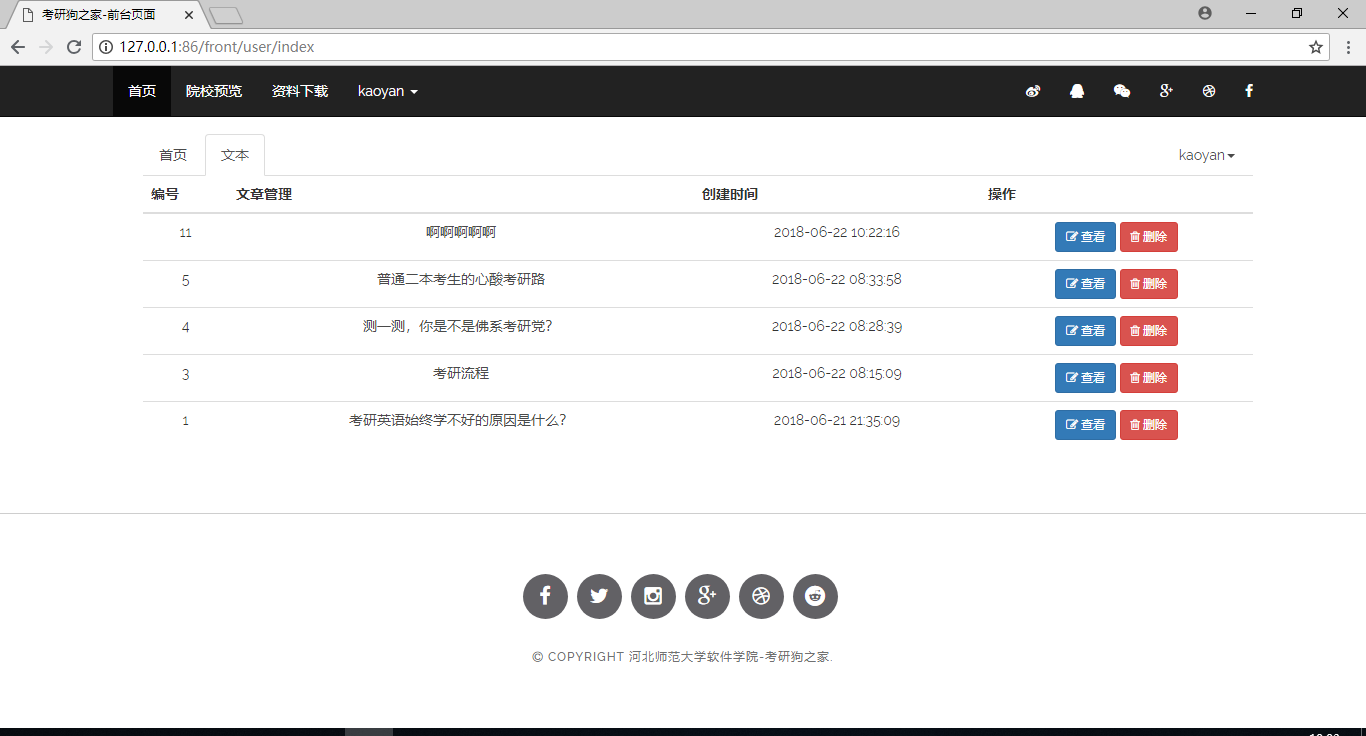 考研狗之家-前台页面
127.0.0.1:86/front/user/index
首页 院校预览 资料下载 kaoyan
首页 文本 kaoyan
编号 文章管理 创建时间 操作
11 啊啊啊啊啊 2018-06-22 10:22:16 查看 删除
5 普通二本考生的心酸考研路 2018-06-22 08:33:58 查看 删除
4 测一测，你是不是佛系考研党? 2018-06-22 08:28:39 查看 删除
3 考研流程 2018-06-22 08:15:09 查看 删除
1 考研英语始终学不好的原因是什么? 2018-06-21 21:35:09 查看 删除
© COPYRIGHT 河北师范大学软件学院-考研狗之家.